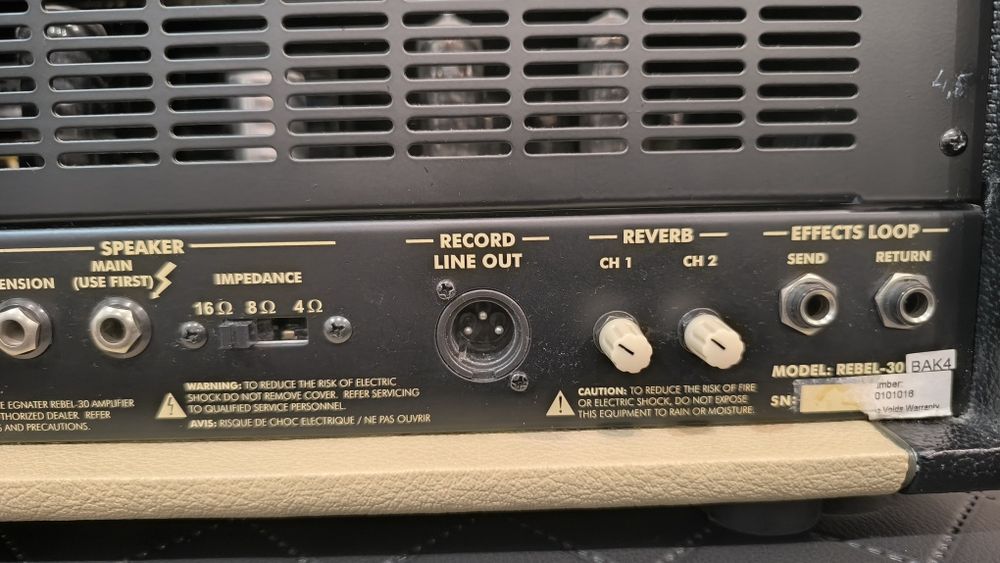 4,5
SPEAKER
ENSION
MAIN
(USE FIRST)
IMPEDANCE
16Ω 8Ω 4Ω
RECORD
LINE OUT
REVERB
CH 1 CH 2
EFFECTS LOOP
SEND RETURN
E EGNATER REBEL-30 AMPLIFIER
THORIZED DEALER. REFER
S AND PRECAUTIONS.
WARNING: TO REDUCE THE RISK OF ELECTRIC
SHOCK DO NOT REMOVE COVER. REFER SERVICING
TO QUALIFIED SERVICE PERSONNEL.
AVIS: RISQUE DE CHOC ELECTRIQUE / NE PAS OUVRIR
CAUTION: TO REDUCE THE RISK OF FIRE
OR ELECTRIC SHOCK, DO NOT EXPOSE
THIS EQUIPMENT TO RAIN OR MOISTURE.
MODEL: REBEL-30
BAK4
SN:
mber:
0101016
Voids Warranty